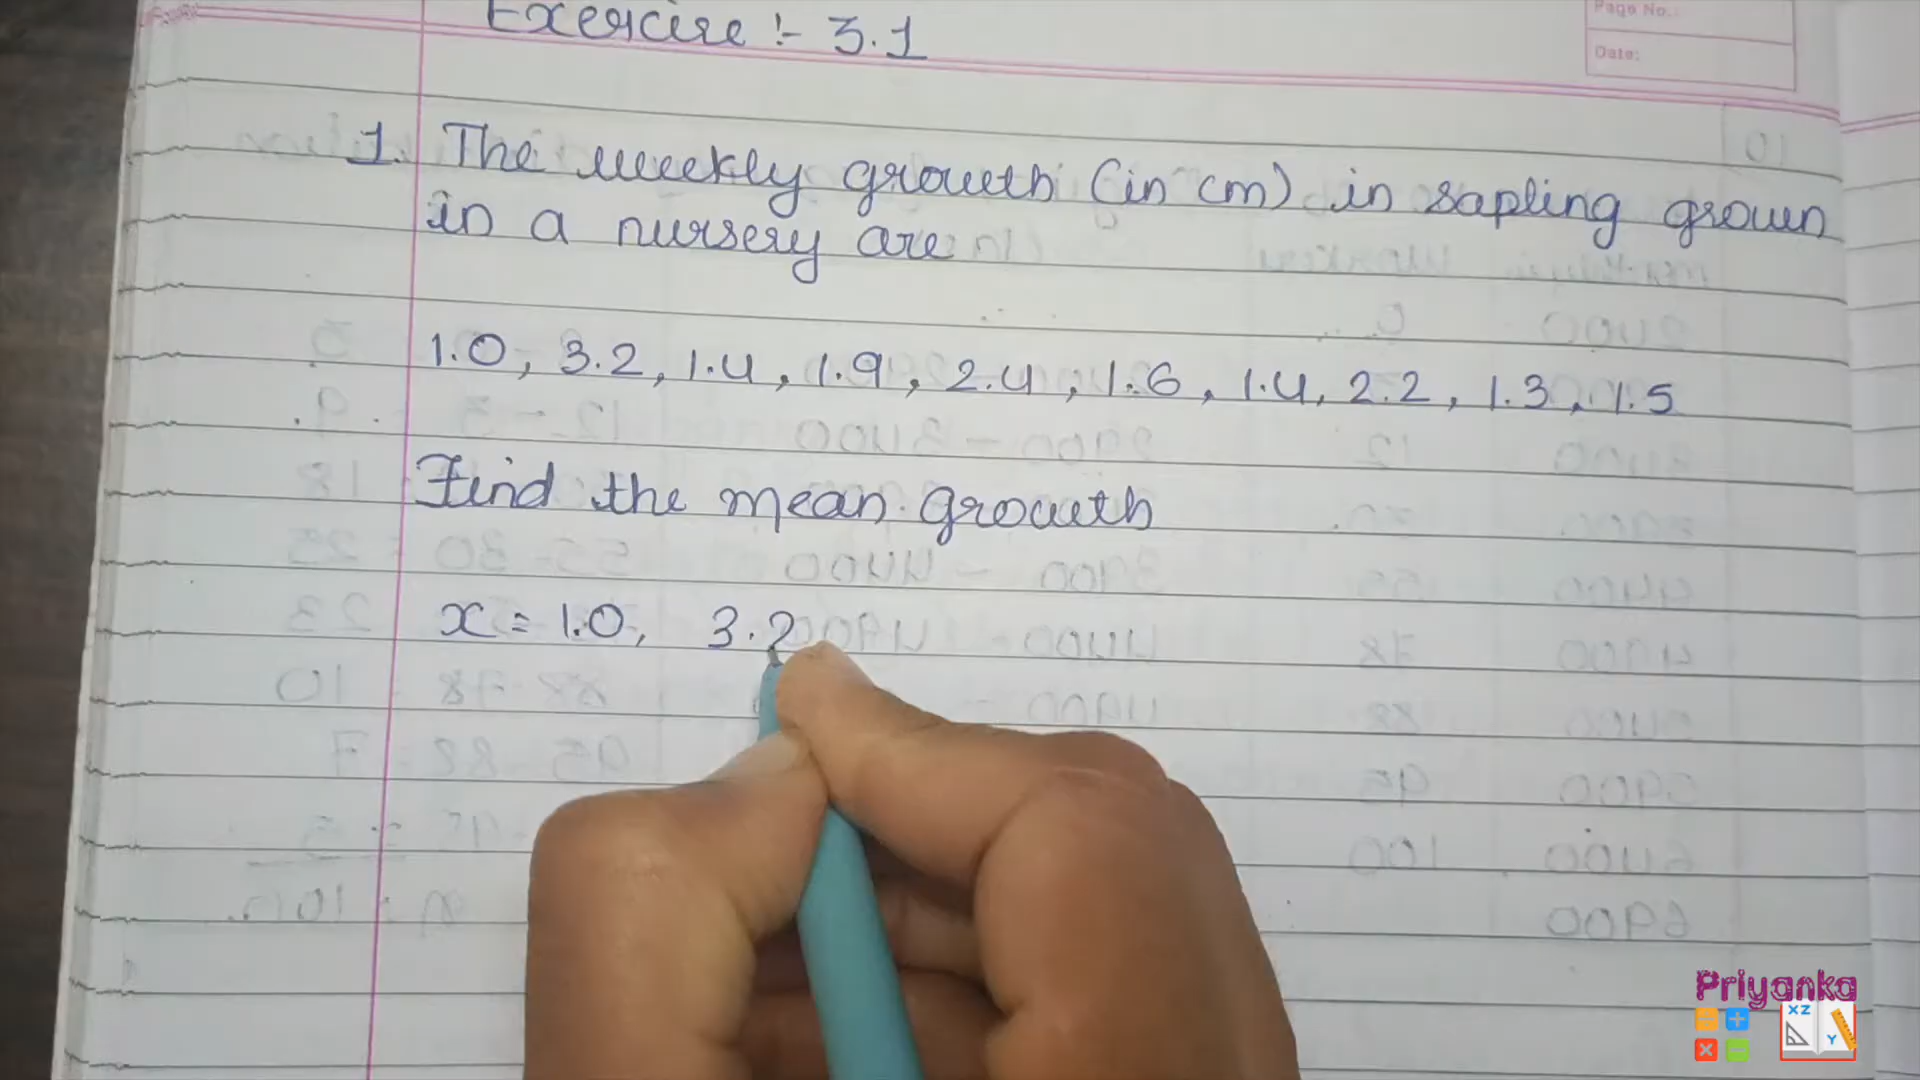 Exercise :- 3.1
Page No.:
Date:
1. The weekly growth (in cm) in sapling grown
in a nursery are
1.0, 3.2, 1.4, 1.9, 2.4, 1.6, 1.4, 2.2, 1.3, 1.5
Find the mean growth
x = 1.0, 3.2
Priyanka
XZ
Y